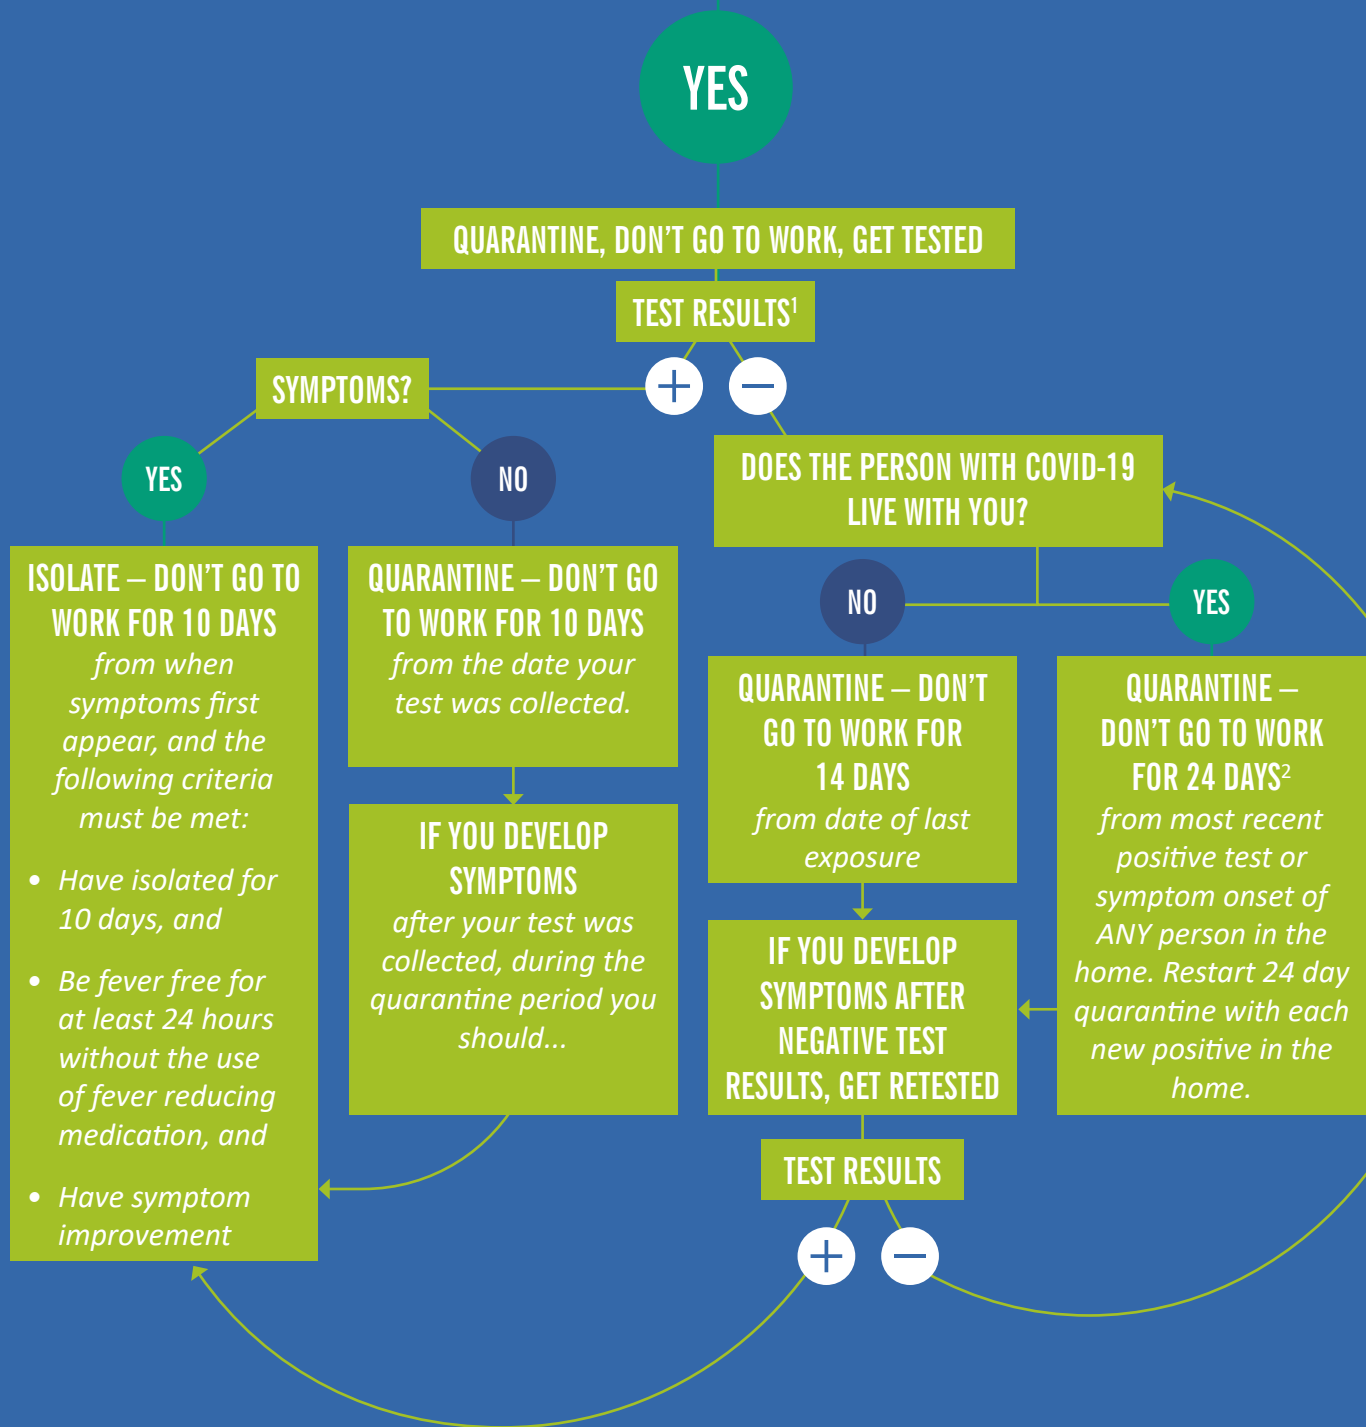 YES
QUARANTINE, DON'T GO TO WORK, GET TESTED
TEST RESULTS¹
+
−
SYMPTOMS?
YES
NO
ISOLATE – DON'T GO TO
WORK FOR 10 DAYS
from when
symptoms first
appear, and the
following criteria
must be met:
• Have isolated for
10 days, and
• Be fever free for
at least 24 hours
without the use
of fever reducing
medication, and
• Have symptom
improvement
QUARANTINE – DON'T GO
TO WORK FOR 10 DAYS
from the date your
test was collected.
IF YOU DEVELOP
SYMPTOMS
after your test was
collected, during the
quarantine period you
should...
DOES THE PERSON WITH COVID-19
LIVE WITH YOU?
NO
YES
QUARANTINE – DON'T
GO TO WORK FOR
14 DAYS
from date of last
exposure
QUARANTINE –
DON'T GO TO WORK
FOR 24 DAYS²
from most recent
positive test or
symptom onset of
ANY person in the
home. Restart 24 day
quarantine with each
new positive in the
home.
IF YOU DEVELOP
SYMPTOMS AFTER
NEGATIVE TEST
RESULTS, GET RETESTED
TEST RESULTS
+
−